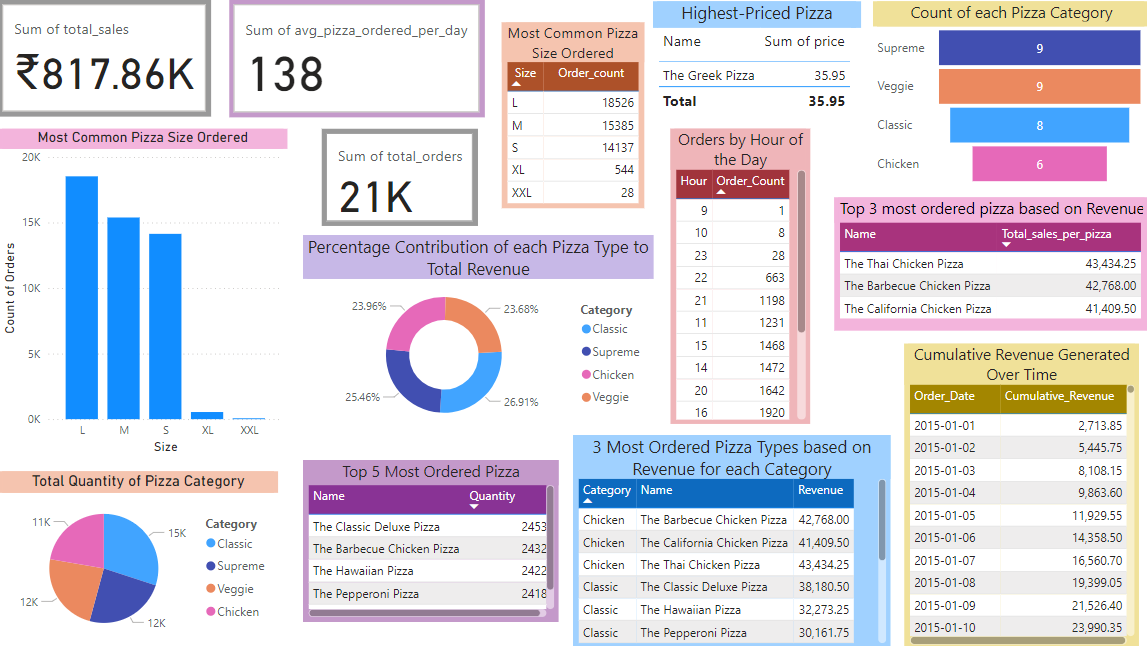 Sum of total_sales
₹817.86K
Sum of avg_pizza_ordered_per_day
138
Most Common Pizza
Size Ordered
Size Order_count
L 18526
M 15385
S 14137
XL 544
XXL 28
Highest-Priced Pizza
Name Sum of price
The Greek Pizza 35.95
Total 35.95
Count of each Pizza Category
Supreme 9
Veggie 9
Classic 8
Chicken 6
Most Common Pizza Size Ordered
Count of Orders
20K
15K
10K
5K
0K
L M S XL XXL
Size
Sum of total_orders
21K
Orders by Hour of
the Day
Hour Order_Count
9 1
10 8
23 28
22 663
21 1198
11 1231
15 1468
14 1472
20 1642
16 1920
Top 3 most ordered pizza based on Revenue
Name Total_sales_per_pizza
The Thai Chicken Pizza 43,434.25
The Barbecue Chicken Pizza 42,768.00
The California Chicken Pizza 41,409.50
Percentage Contribution of each Pizza Type to
Total Revenue
23.96%
23.68%
25.46%
26.91%
Category
Classic
Supreme
Chicken
Veggie
Cumulative Revenue Generated
Over Time
Order_Date Cumulative_Revenue
2015-01-01 2,713.85
2015-01-02 5,445.75
2015-01-03 8,108.15
2015-01-04 9,863.60
2015-01-05 11,929.55
2015-01-06 14,358.50
2015-01-07 16,560.70
2015-01-08 19,399.05
2015-01-09 21,526.40
2015-01-10 23,990.35
Total Quantity of Pizza Category
11K
15K
12K
12K
Category
Classic
Supreme
Veggie
Chicken
Top 5 Most Ordered Pizza
Name Quantity
The Classic Deluxe Pizza 2453
The Barbecue Chicken Pizza 2432
The Hawaiian Pizza 2422
The Pepperoni Pizza 2418
3 Most Ordered Pizza Types based on
Revenue for each Category
Category Name Revenue
Chicken The Barbecue Chicken Pizza 42,768.00
Chicken The California Chicken Pizza 41,409.50
Chicken The Thai Chicken Pizza 43,434.25
Classic The Classic Deluxe Pizza 38,180.50
Classic The Hawaiian Pizza 32,273.25
Classic The Pepperoni Pizza 30,161.75